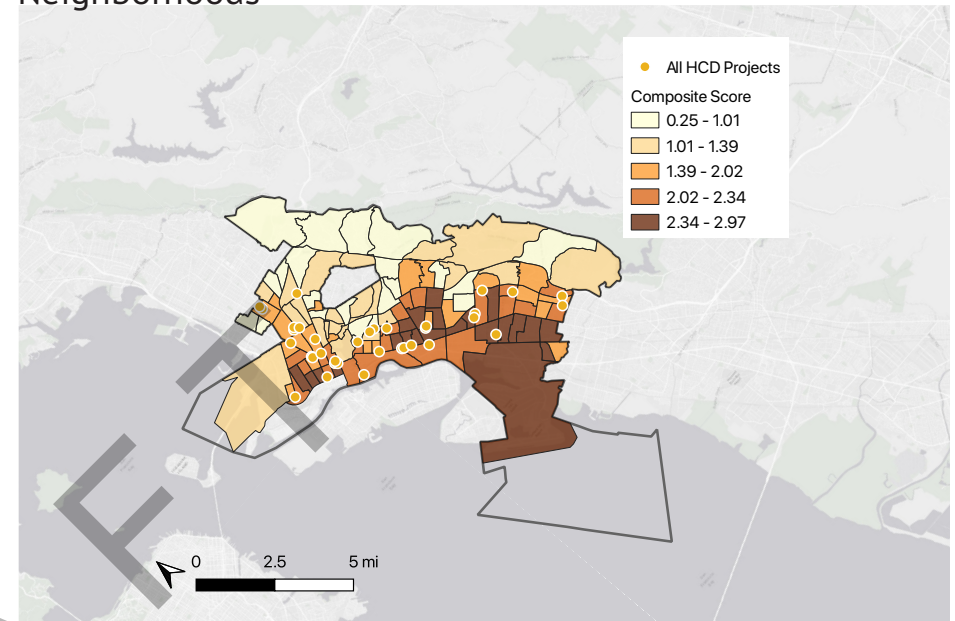 Neighborhoods
All HCD Projects
Composite Score
0.25 - 1.01
1.01 - 1.39
1.39 - 2.02
2.02 - 2.34
2.34 - 2.97
0 2.5 5 mi
F T